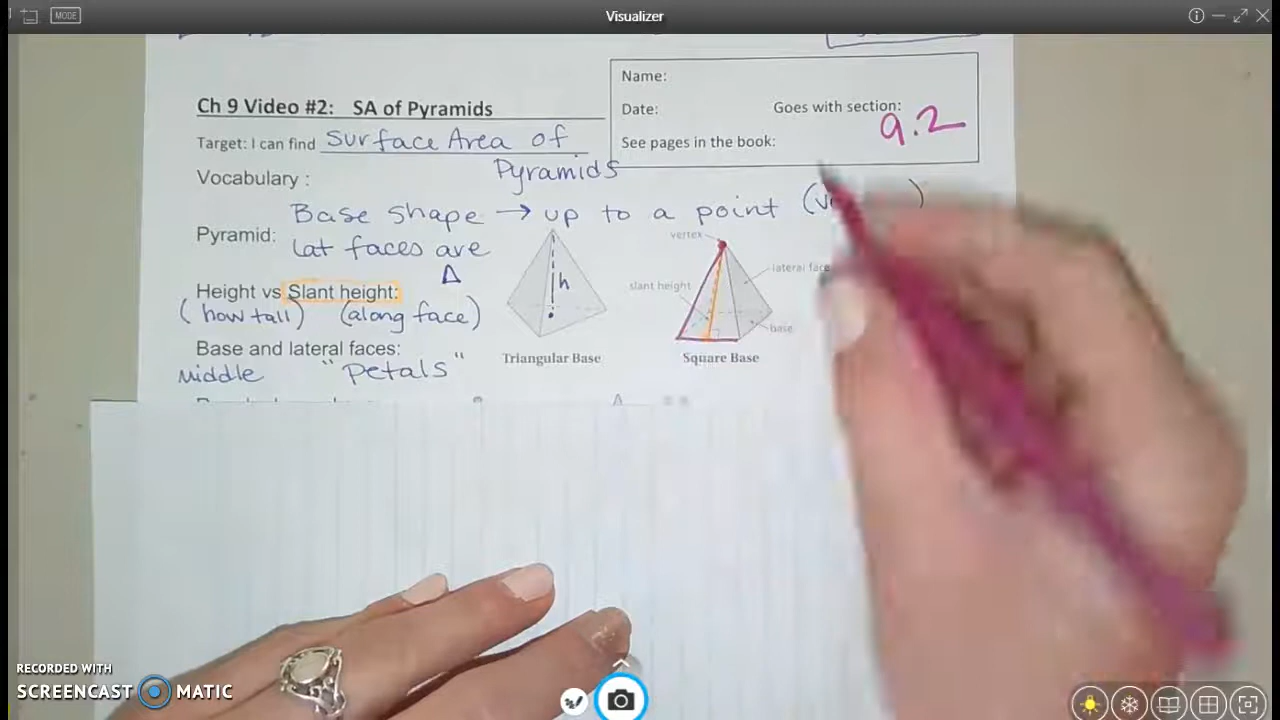 MODE
Visualizer
Name:
Ch 9 Video #2: SA of Pyramids
Date:
Goes with section:
9.2
Target: I can find Surface Area of
Pyramids
See pages in the book:
Vocabulary :
Base shape → up to a point (
)
Pyramid: lat faces are
Δ
vertex
lateral face
h
slant height
Height vs Slant height:
(how tall) (along face)
base
Base and lateral faces:
Triangular Base
Square Base
middle "petals"
RECORDED WITH
SCREENCAST MATIC